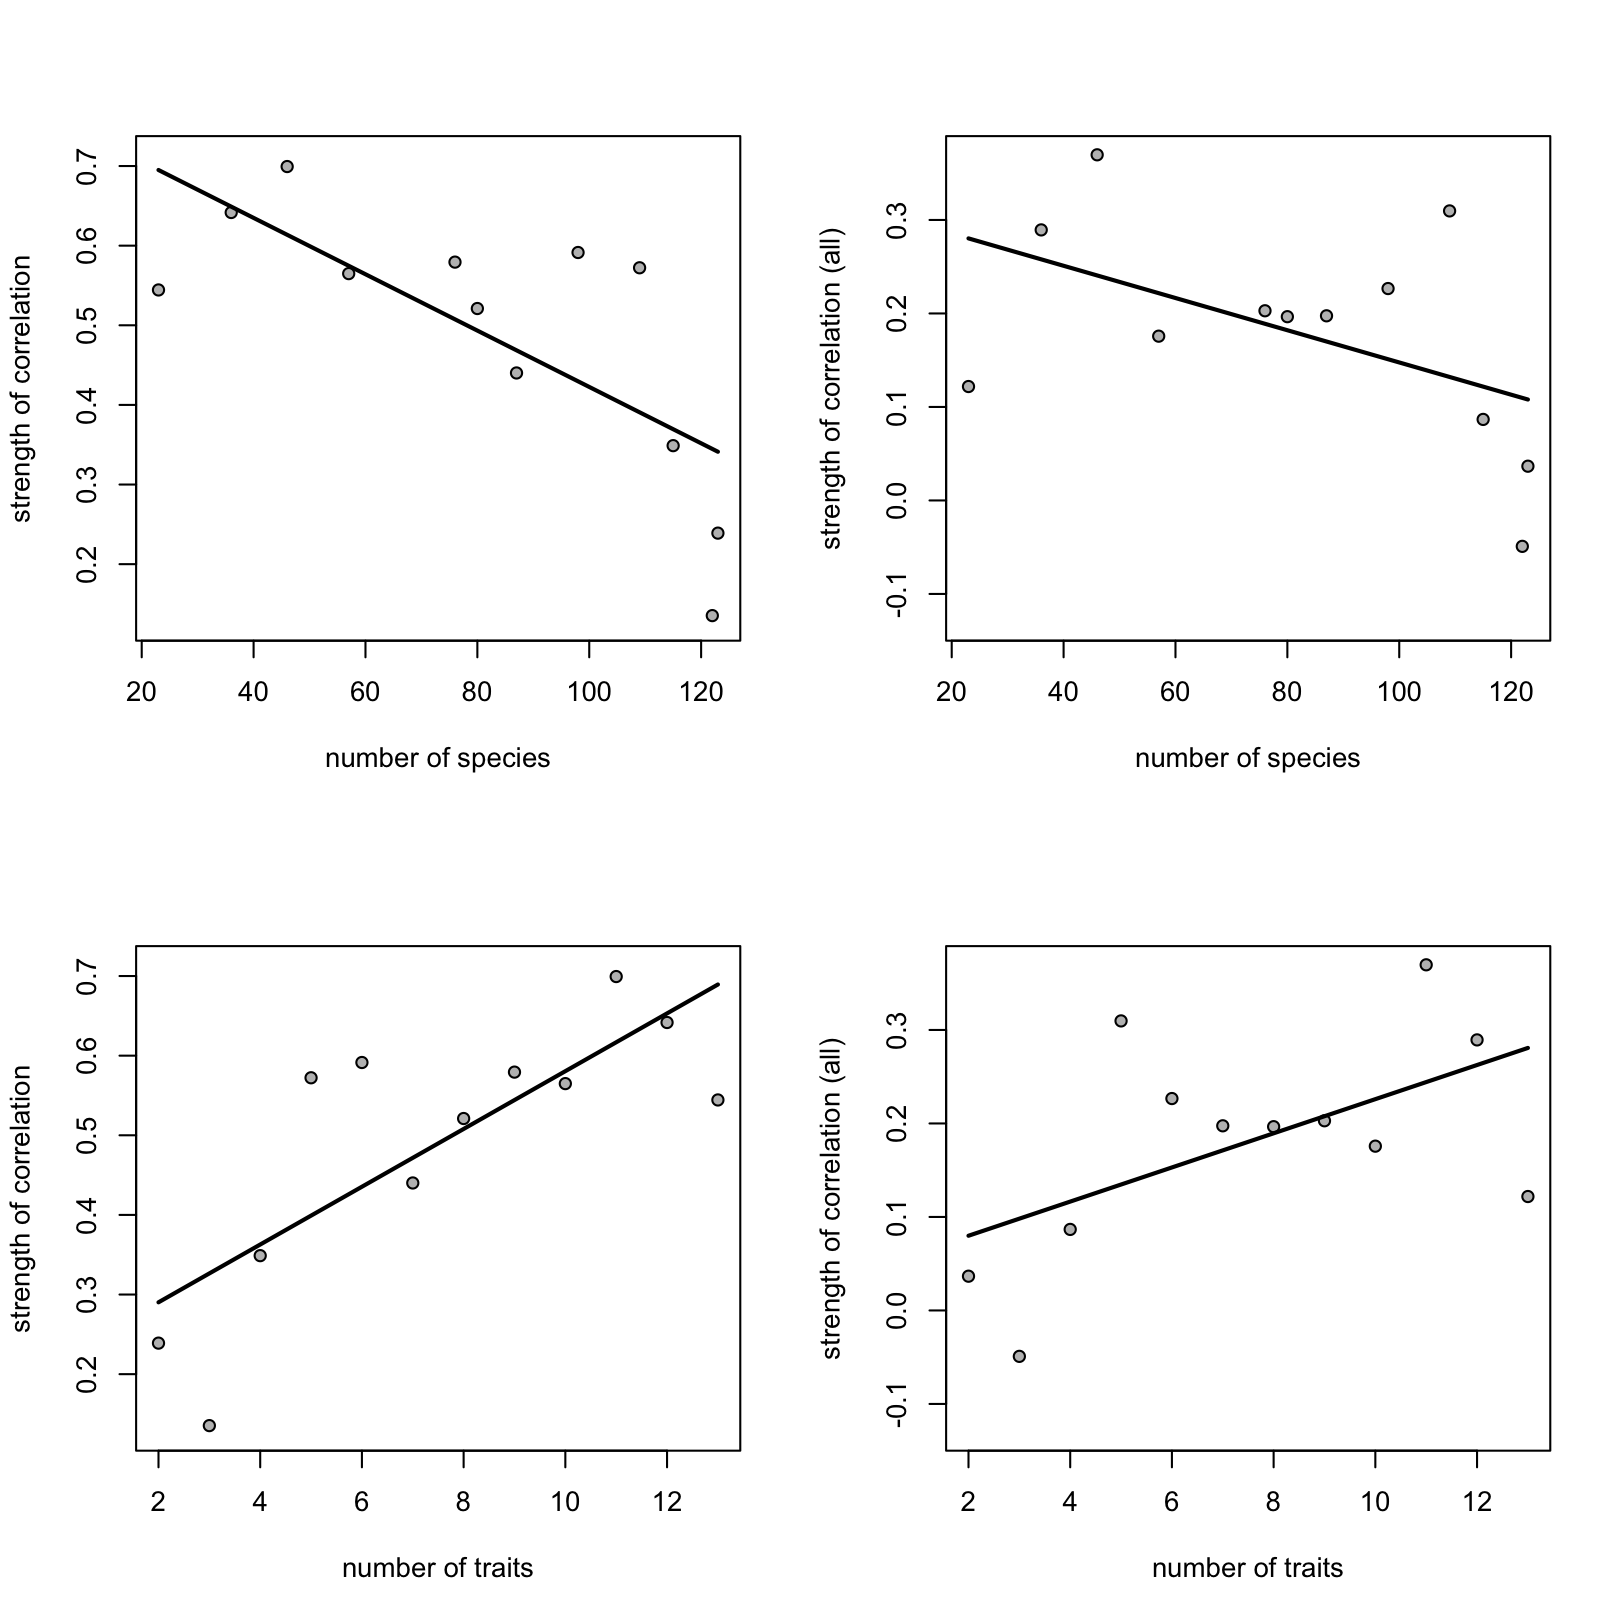 strength of correlation
0.7
0.6
0.5
0.4
0.3
0.2
20 40 60 80 100 120
number of species
strength of correlation (all)
0.3
0.2
0.1
0.0
-0.1
20 40 60 80 100 120
number of species
strength of correlation
0.7
0.6
0.5
0.4
0.3
0.2
2 4 6 8 10 12
number of traits
strength of correlation (all)
0.3
0.2
0.1
0.0
-0.1
2 4 6 8 10 12
number of traits